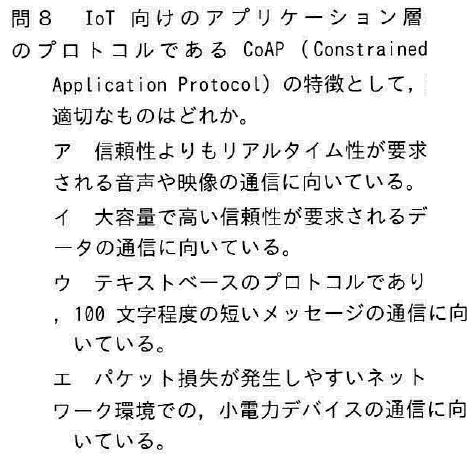 問8 IoT 向けのアプリケーション層
のプロトコルである CoAP (Constrained
Application Protocol) の特徴として,
適切なものはどれか。
ア 信頼性よりもリアルタイム性が要求
される音声や映像の通信に向いている。
イ 大容量で高い信頼性が要求されるデ
ータの通信に向いている。
ウ テキストベースのプロトコルであり
, 100 文字程度の短いメッセージの通信に向
いている。
エ パケット損失が発生しやすいネット
ワーク環境での, 小電力デバイスの通信に向
いている。